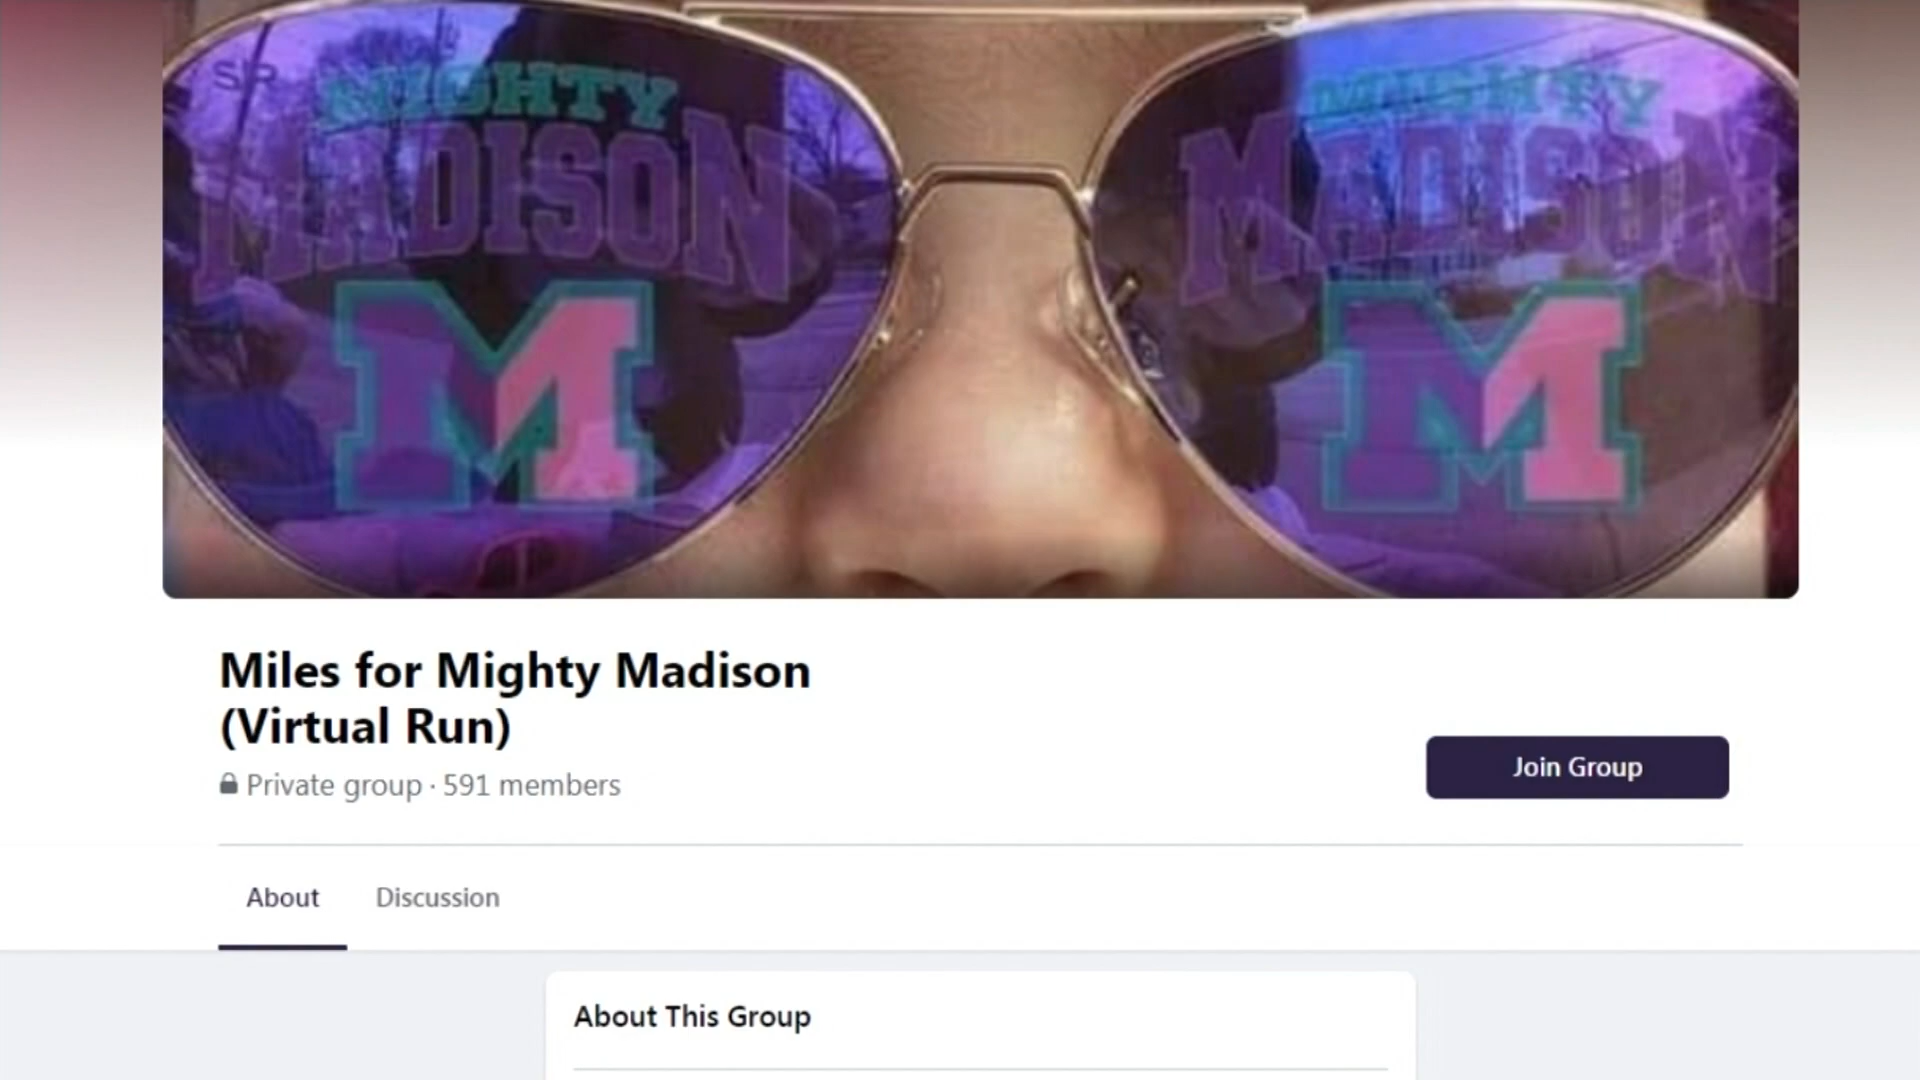 MIGHTY MIGHTY
MADISON MADISON
M M
Miles for Mighty Madison
(Virtual Run)
Private group · 591 members
Join Group
About Discussion
About This Group